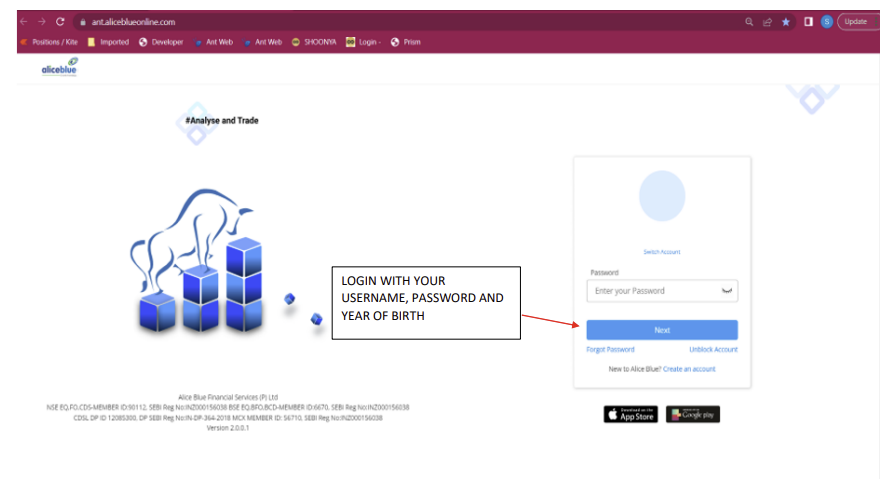 ant.aliceblueonline.com
Update
Positions / Kite Imported Developer Ant Web Ant Web SHOONYA Login - Prism
aliceblue
#Analyse and Trade
Switch Account
Password
Enter your Password
LOGIN WITH YOUR
USERNAME, PASSWORD AND
YEAR OF BIRTH
Next
Forgot Password Unblock Account
New to Alice Blue? Create an account
Alice Blue Financial Services (P) Ltd
NSE EQ,FO,CDS-MEMBER ID:90112, SEBI Reg No:INZ000156038 BSE EQ,BFO,BCD-MEMBER ID:6670, SEBI Reg No:INZ000156038
CDSL DP ID 12085300, DP SEBI Reg No:IN-DP-364-2018 MCX MEMBER ID: 56710, SEBI Reg No:INZ000156038
Version 2.0.0.1
Download on the
App Store
Google play